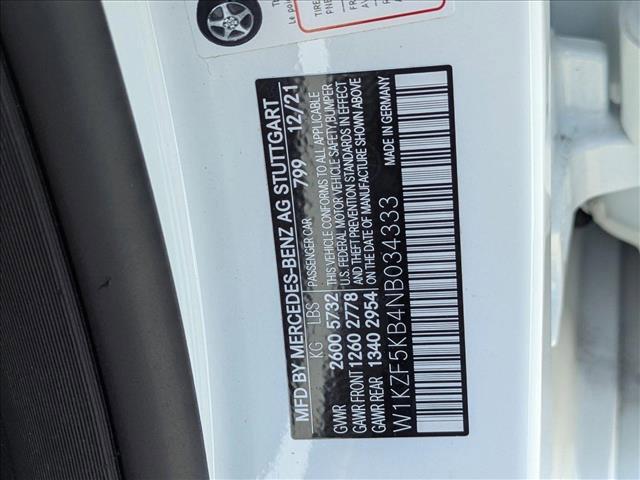 MFD BY MERCEDES-BENZ AG STUTTGART
KG LBS PASSENGER CAR 799 12/21
GVWR 2600 5732 THIS VEHICLE CONFORMS TO ALL APPLICABLE
U.S. FEDERAL MOTOR VEHICLE SAFETY, BUMPER
GAWR FRONT 1260 2778 AND THEFT PREVENTION STANDARDS IN EFFECT
GAWR REAR 1340 2954 ON THE DATE OF MANUFACTURE SHOWN ABOVE
W1KZF5KB4NB034333 MADE IN GERMANY
Le
TIRE